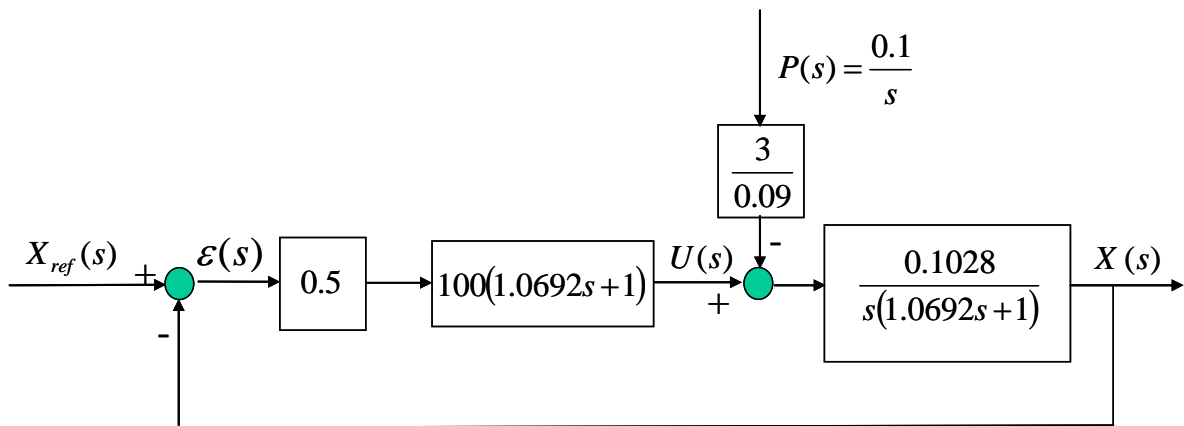 P(s) = 0.1/s
3/0.09
X_ref(s)
+
ε(s)
0.5
100(1.0692s+1)
U(s)
-
0.1028/s(1.0692s+1)
X(s)
+
-